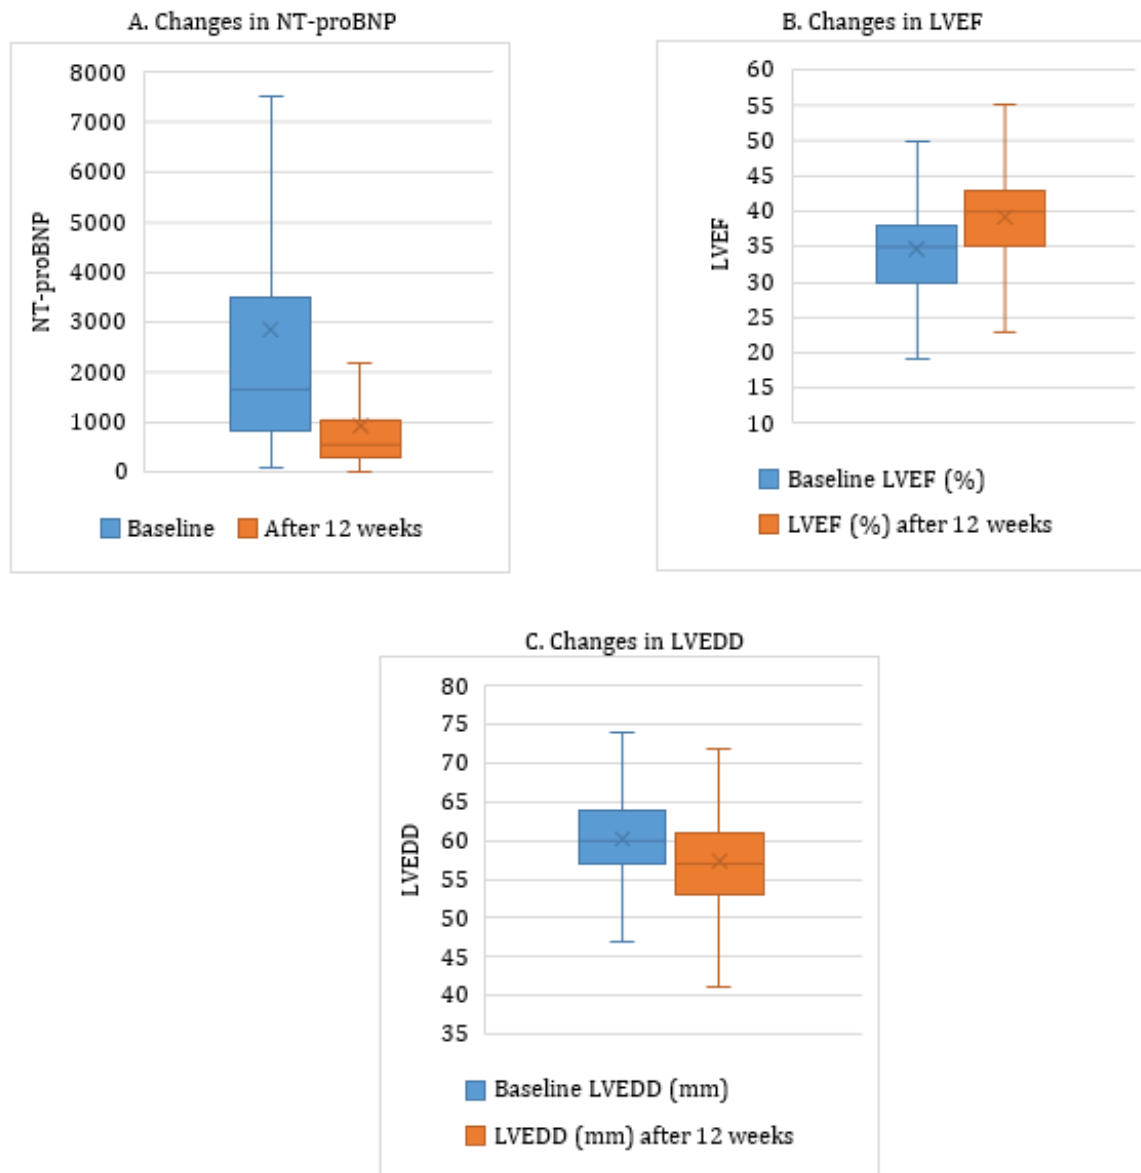 A. Changes in NT-proBNP
8000
7000
6000
5000
4000
3000
2000
1000
0
NT-proBNP
Baseline After 12 weeks
B. Changes in LVEF
60
55
50
45
40
35
30
25
20
15
10
LVEF
Baseline LVEF (%)
LVEF (%) after 12 weeks
C. Changes in LVEDD
80
75
70
65
60
55
50
45
40
35
LVEDD
Baseline LVEDD (mm)
LVEDD (mm) after 12 weeks